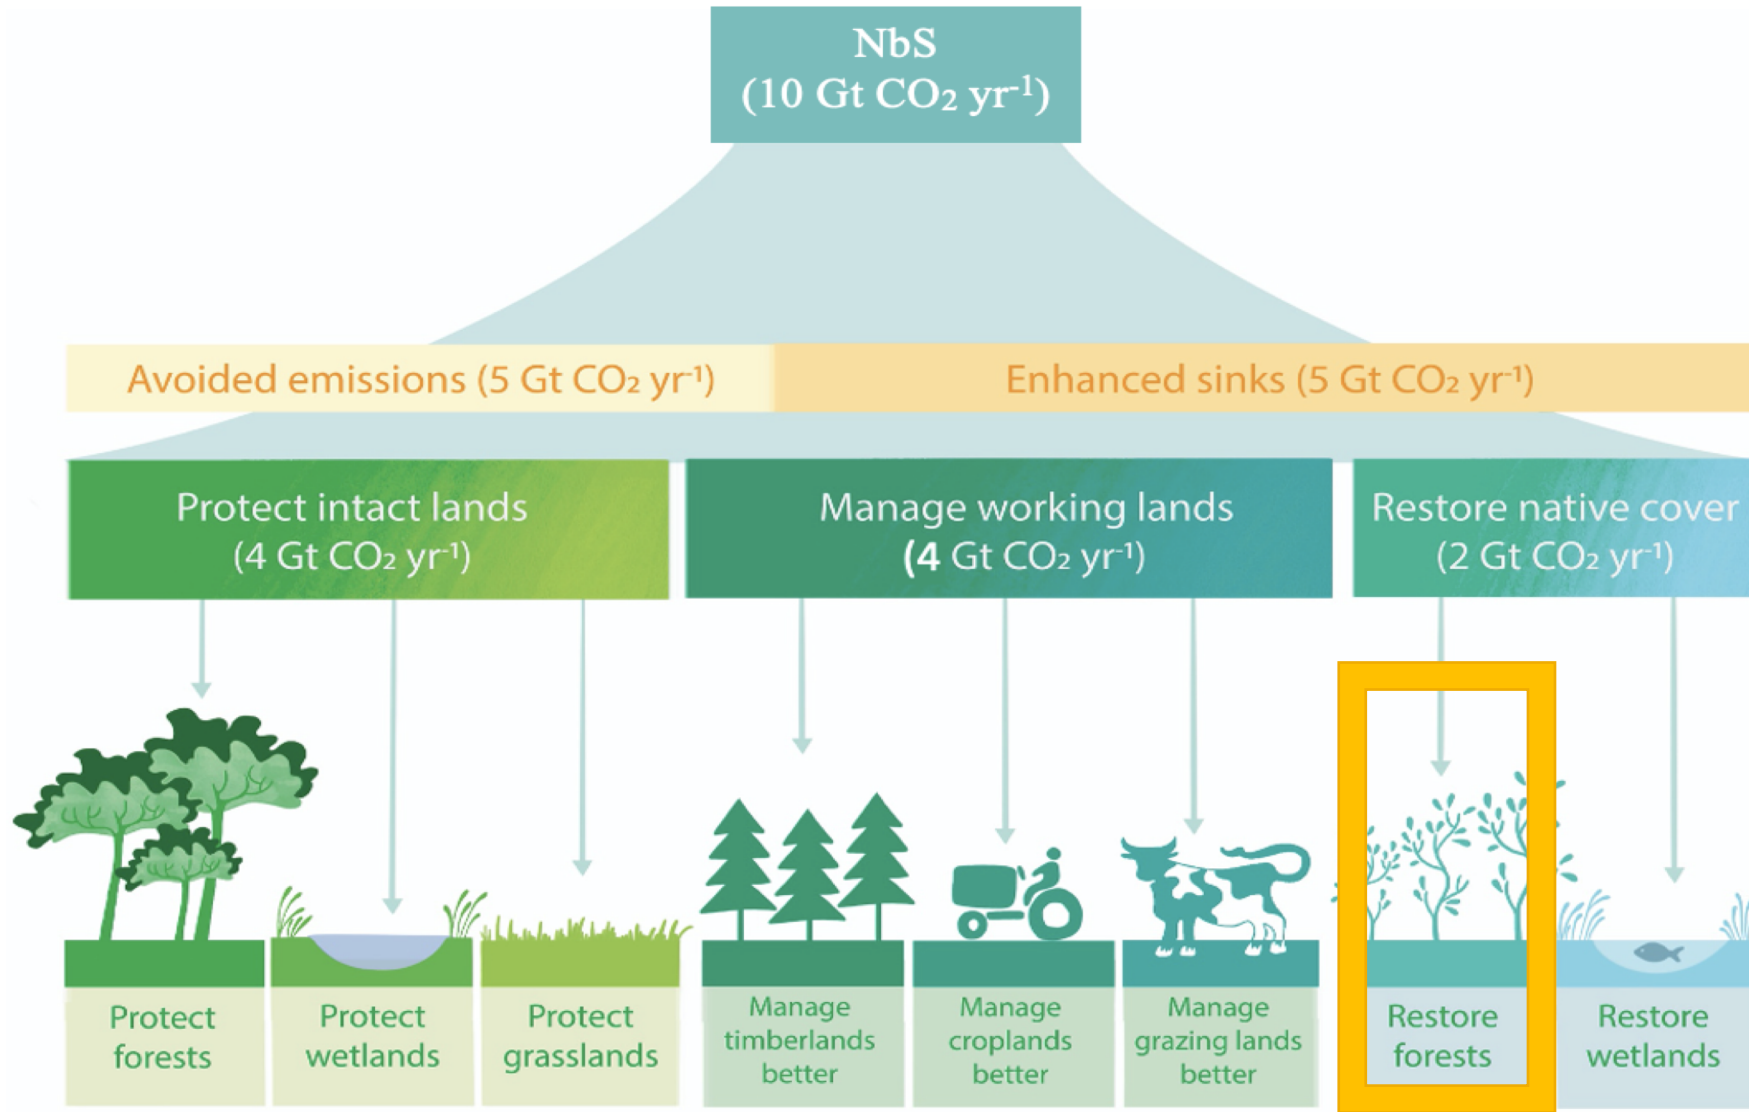 NbS
(10 Gt CO₂ yr⁻¹)
Avoided emissions (5 Gt CO₂ yr⁻¹)
Enhanced sinks (5 Gt CO₂ yr⁻¹)
Protect intact lands
(4 Gt CO₂ yr⁻¹)
Manage working lands
(4 Gt CO₂ yr⁻¹)
Restore native cover
(2 Gt CO₂ yr⁻¹)
Protect
forests
Protect
wetlands
Protect
grasslands
Manage
timberlands
better
Manage
croplands
better
Manage
grazing lands
better
Restore
forests
Restore
wetlands